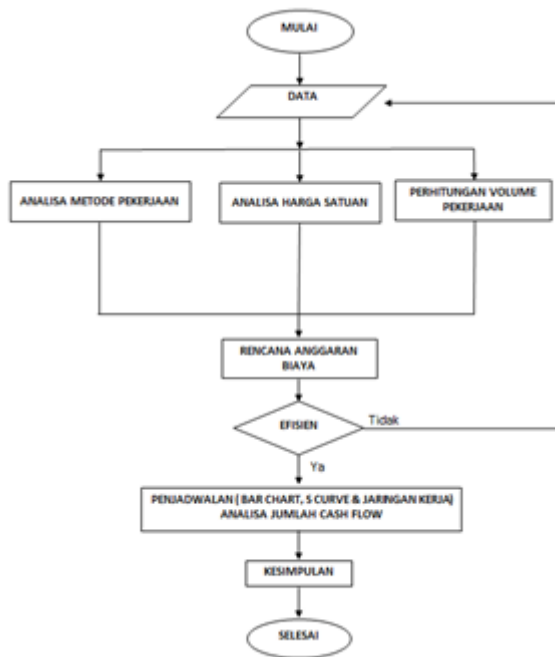 MULAI
DATA
ANALISA METODE PEKERJAAN
ANALISA HARGA SATUAN
PERHITUNGAN VOLUME
PEKERJAAN
RENCANA ANGGARAN
BIAYA
EFISIEN
Tidak
Ya
PENJADWALAN ( BAR CHART, S CURVE & JARINGAN KERJA)
ANALISA JUMLAH CASH FLOW
KESIMPULAN
SELESAI